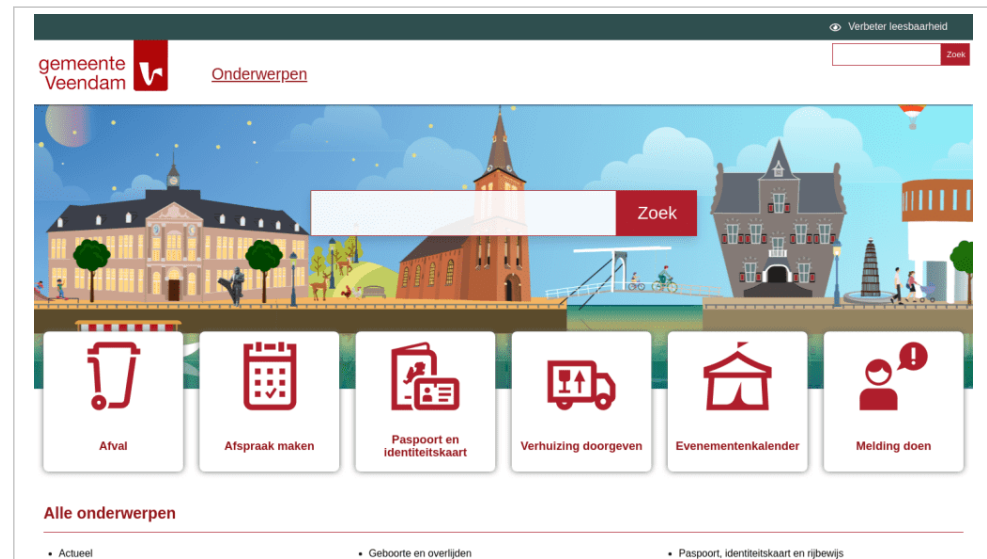 Verbeter leesbaarheid
gemeente
Veendam
Onderwerpen
Zoek
Zoek
Afval
Afspraak maken
Paspoort en
identiteitskaart
Verhuizing doorgeven
Evenementenkalender
Melding doen
Alle onderwerpen
• Actueel
• Geboorte en overlijden
• Paspoort, identiteitskaart en rijbewijs